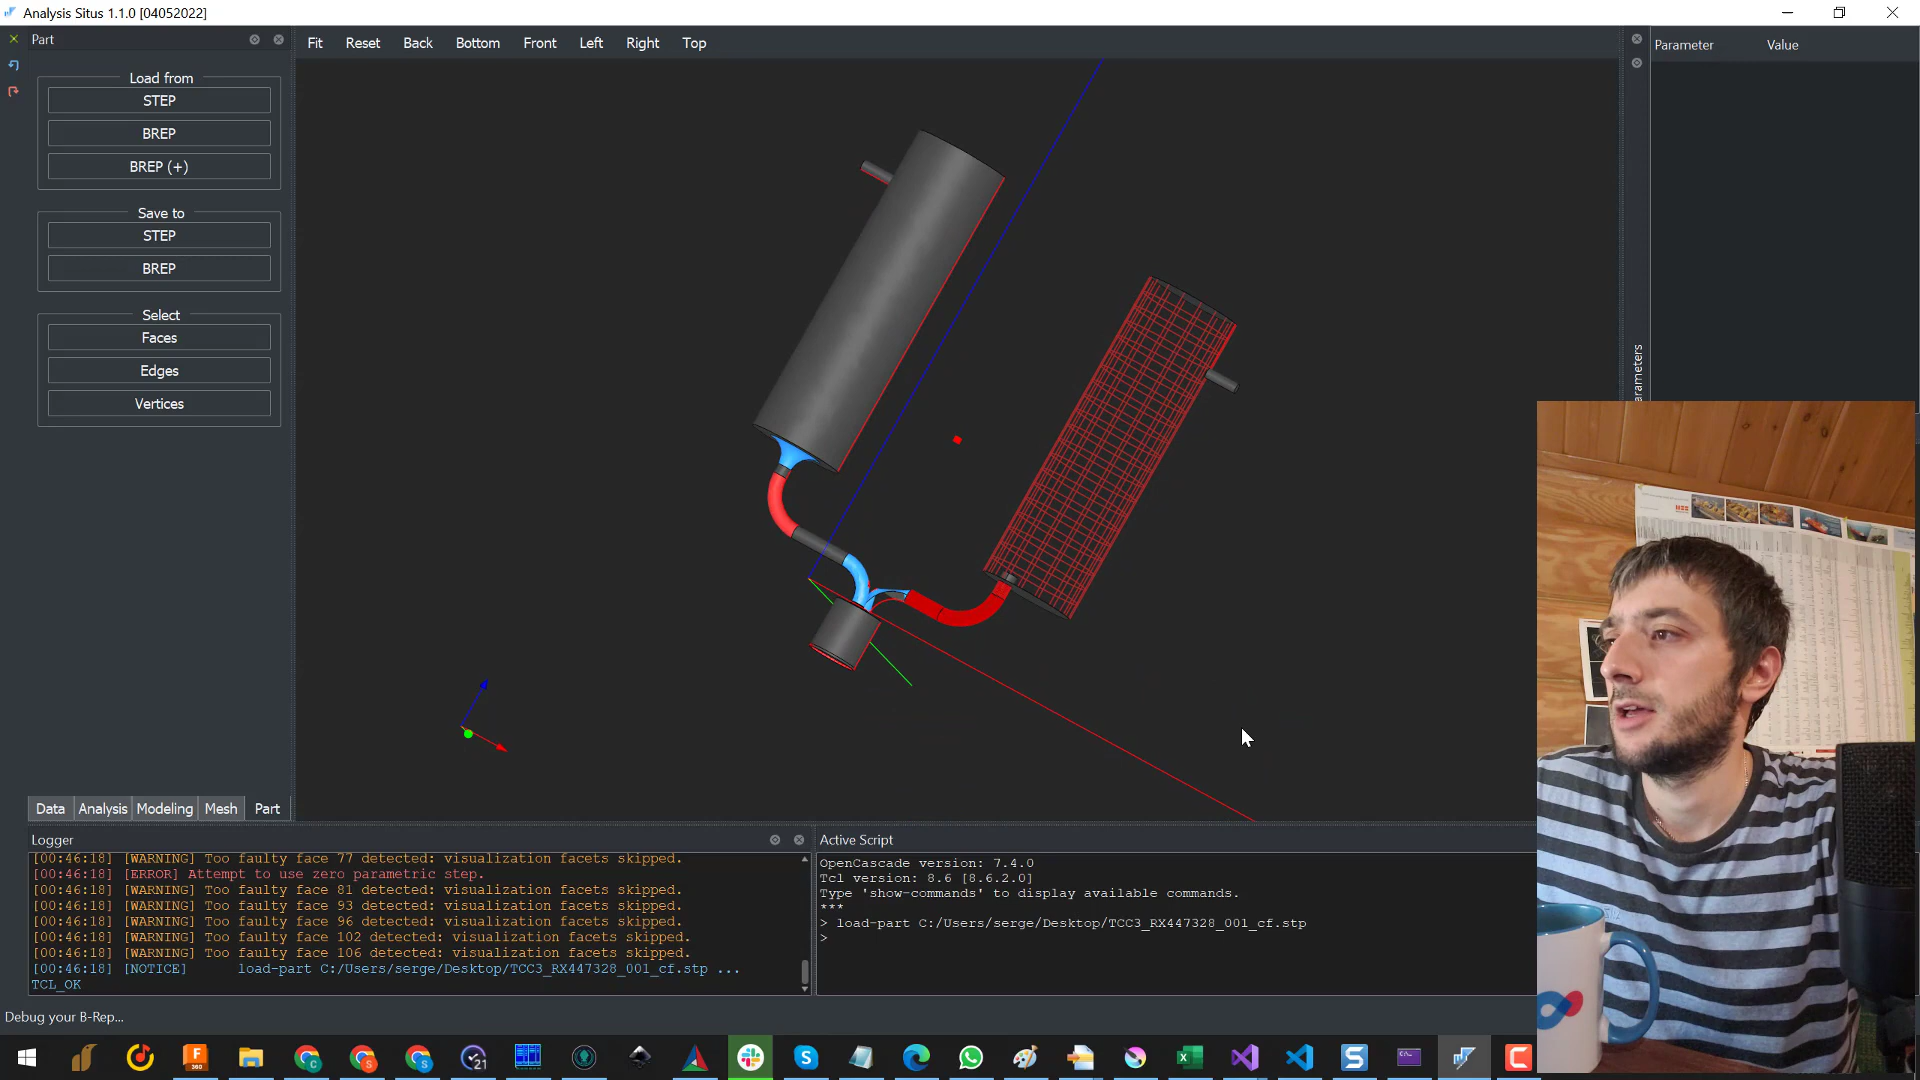 Analysis Situs 1.1.0 [04052022]
Part
Load from
STEP
BREP
BREP (+)
Save to
STEP
BREP
Select
Faces
Edges
Vertices
Fit
Reset
Back
Bottom
Front
Left
Right
Top
Parameter
Value
arameters
Data
Analysis
Modeling
Mesh
Part
Logger
[00:46:18] [WARNING] Too faulty face 77 detected: visualization facets skipped.
[00:46:18] [ERROR] Attempt to use zero parametric step.
[00:46:18] [WARNING] Too faulty face 81 detected: visualization facets skipped.
[00:46:18] [WARNING] Too faulty face 93 detected: visualization facets skipped.
[00:46:18] [WARNING] Too faulty face 96 detected: visualization facets skipped.
[00:46:18] [WARNING] Too faulty face 102 detected: visualization facets skipped.
[00:46:18] [WARNING] Too faulty face 106 detected: visualization facets skipped.
[00:46:18] [NOTICE] load-part C:/Users/serge/Desktop/TCC3_RX447328_001_cf.stp ...
TCL_OK
Active Script
OpenCascade version: 7.4.0
Tcl version: 8.6 [8.6.2.0]
Type 'show-commands' to display available commands.
***
> load-part C:/Users/serge/Desktop/TCC3_RX447328_001_cf.stp
>
Debug your B-Rep...
F
360
C
S
S
21
S
S
C